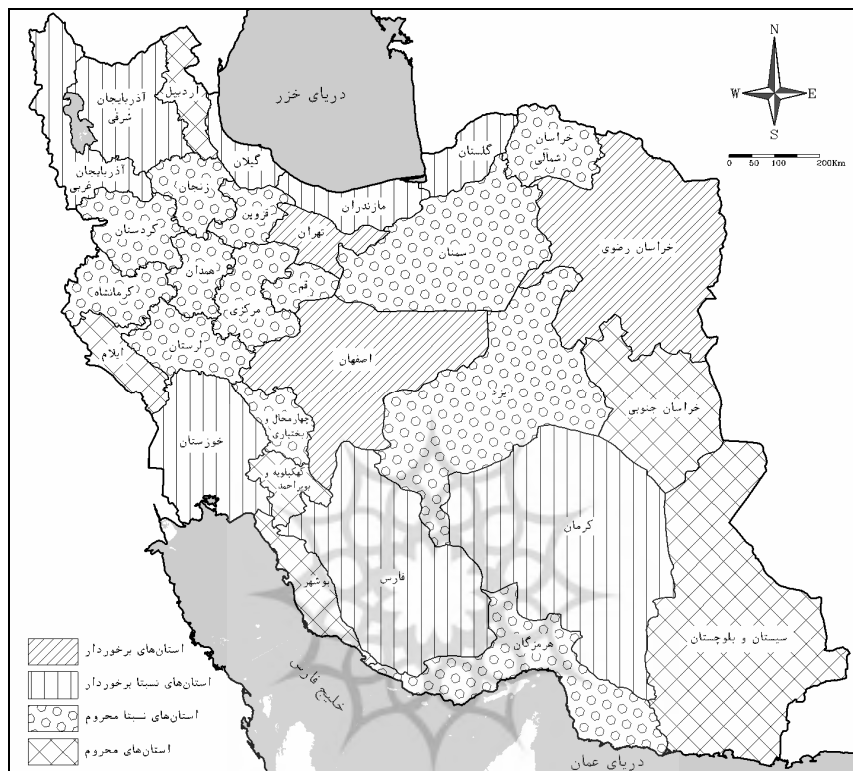 N
W E
S
0 50 100 200Km
دریای خزر
آذربایجان
شرقی
اردبیل
گیلان
گلستان
خراسان
شمالی
آذربایجان
غربی
زنجان
قزوین
مازندران
تهران
کردستان
همدان
سمنان
خراسان رضوی
کرمانشاه
مرکزی
قم
ایلام
لرستان
اصفهان
یزد
خراسان جنوبی
چهارمحال و
بختیاری
خوزستان
کهکیلویه و
بویراحمد
کرمان
فارس
بوشهر
هرمزگان
سیستان و بلوچستان
خلیج فارس
دریای عمان
استان‌های برخوردار
استان‌های نسبتا برخوردار
استان‌های نسبتا محروم
استان‌های محروم